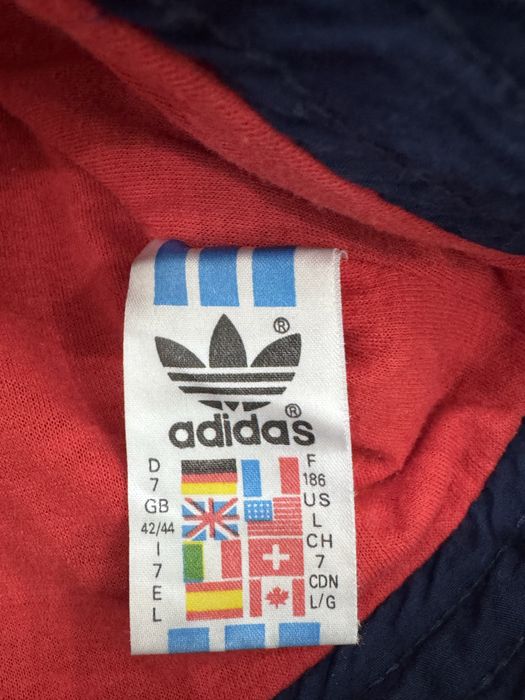 ®
adidas®
D F
7 186
GB US
42/44 L
I CH
7 7
E CDN
L L/G